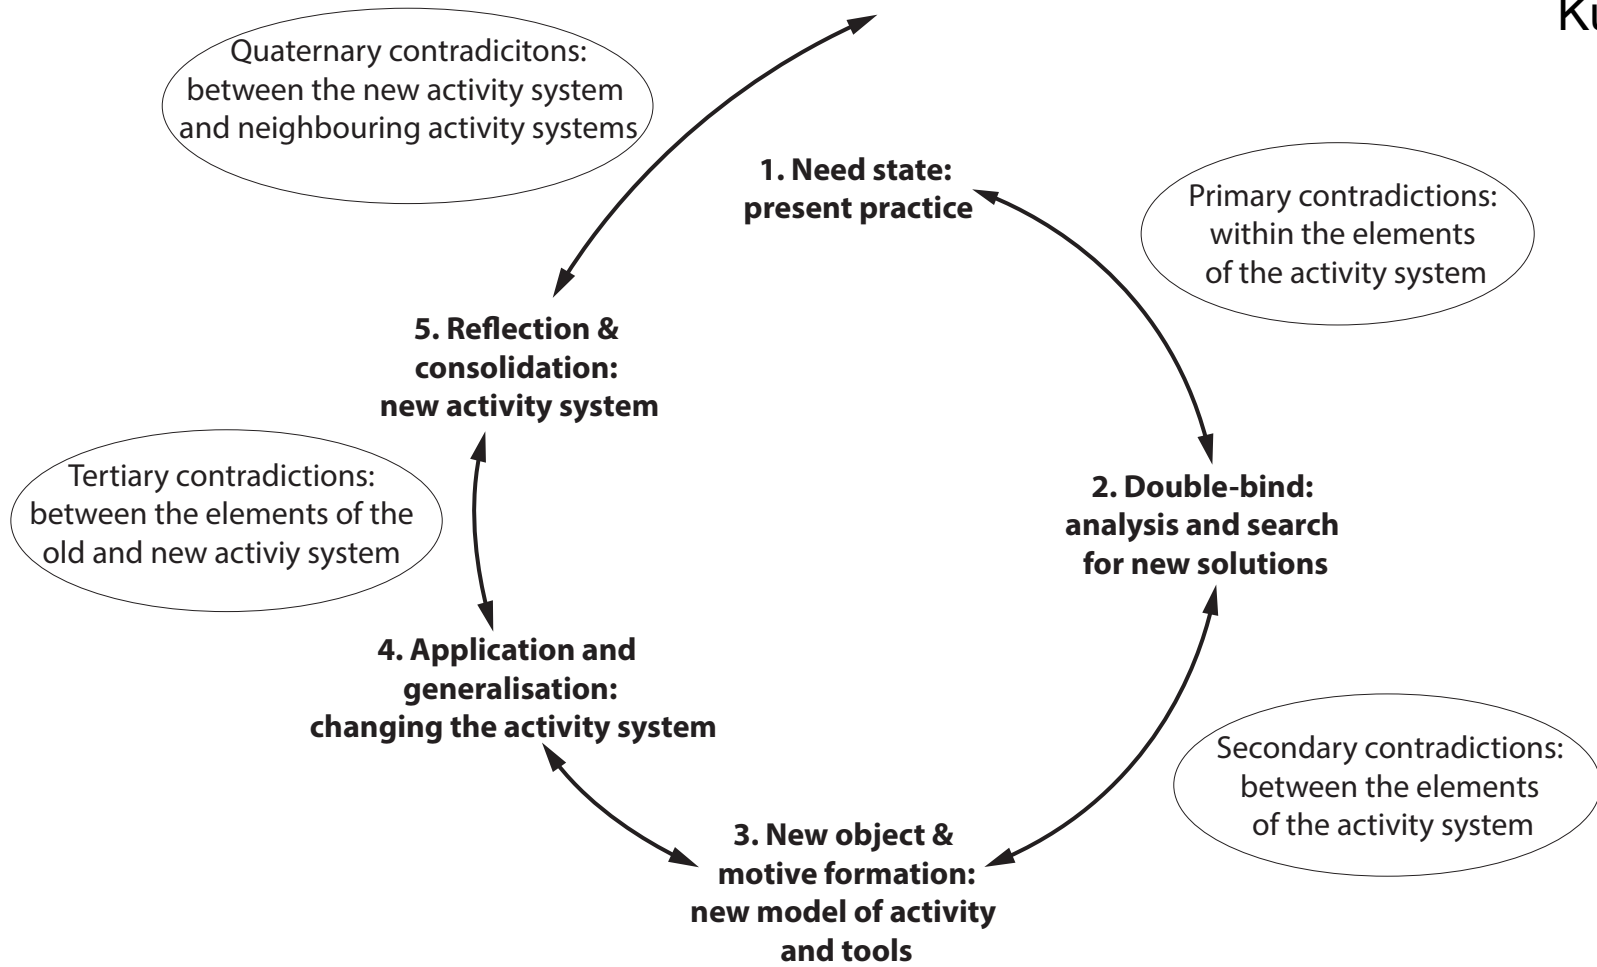 Ku
Quaternary contradicitons:
between the new activity system
and neighbouring activity systems
1. Need state:
present practice
Primary contradictions:
within the elements
of the activity system
5. Reflection &
consolidation:
new activity system
Tertiary contradictions:
between the elements of the
old and new activiy system
2. Double-bind:
analysis and search
for new solutions
4. Application and
generalisation:
changing the activity system
Secondary contradictions:
between the elements
of the activity system
3. New object &
motive formation:
new model of activity
and tools